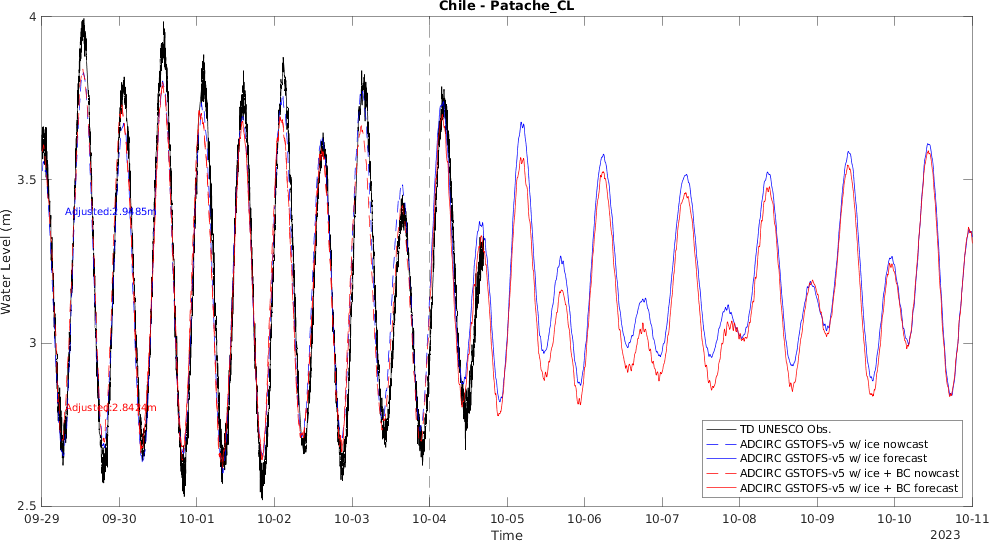 Chile - Patache_CL
4
3.5
3
2.5
Water Level (m)
Adjusted:2.9485m
Adjusted:2.8424m
TD UNESCO Obs.
ADCIRC GSTOFS-v5 w/ ice nowcast
ADCIRC GSTOFS-v5 w/ ice forecast
ADCIRC GSTOFS-v5 w/ ice + BC nowcast
ADCIRC GSTOFS-v5 w/ ice + BC forecast
09-29 09-30 10-01 10-02 10-03 10-04 10-05 10-06 10-07 10-08 10-09 10-10 10-11
Time
2023